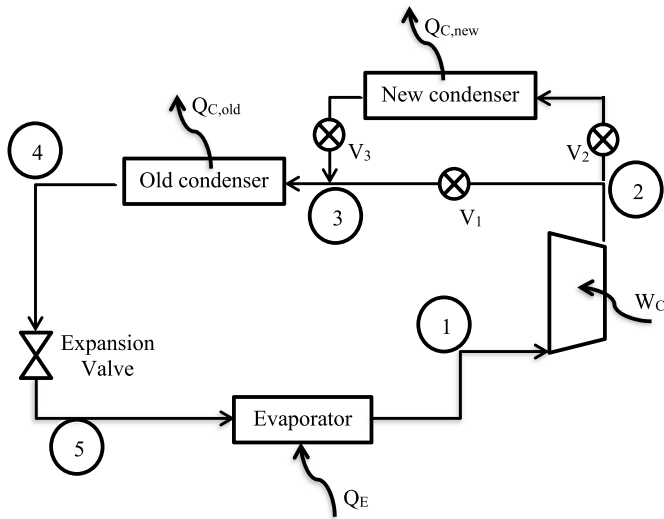 Q_C,new
New condenser
Q_C,old
V_3
V_2
4
Old condenser
3
V_1
2
1
W_C
Expansion
Valve
Evaporator
5
Q_E